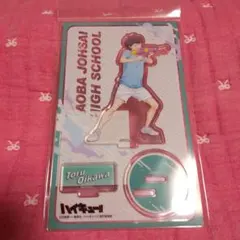 AOBA JOHSAI
HIGH SCHOOL
Toru Oikawa
ハイキュー!!